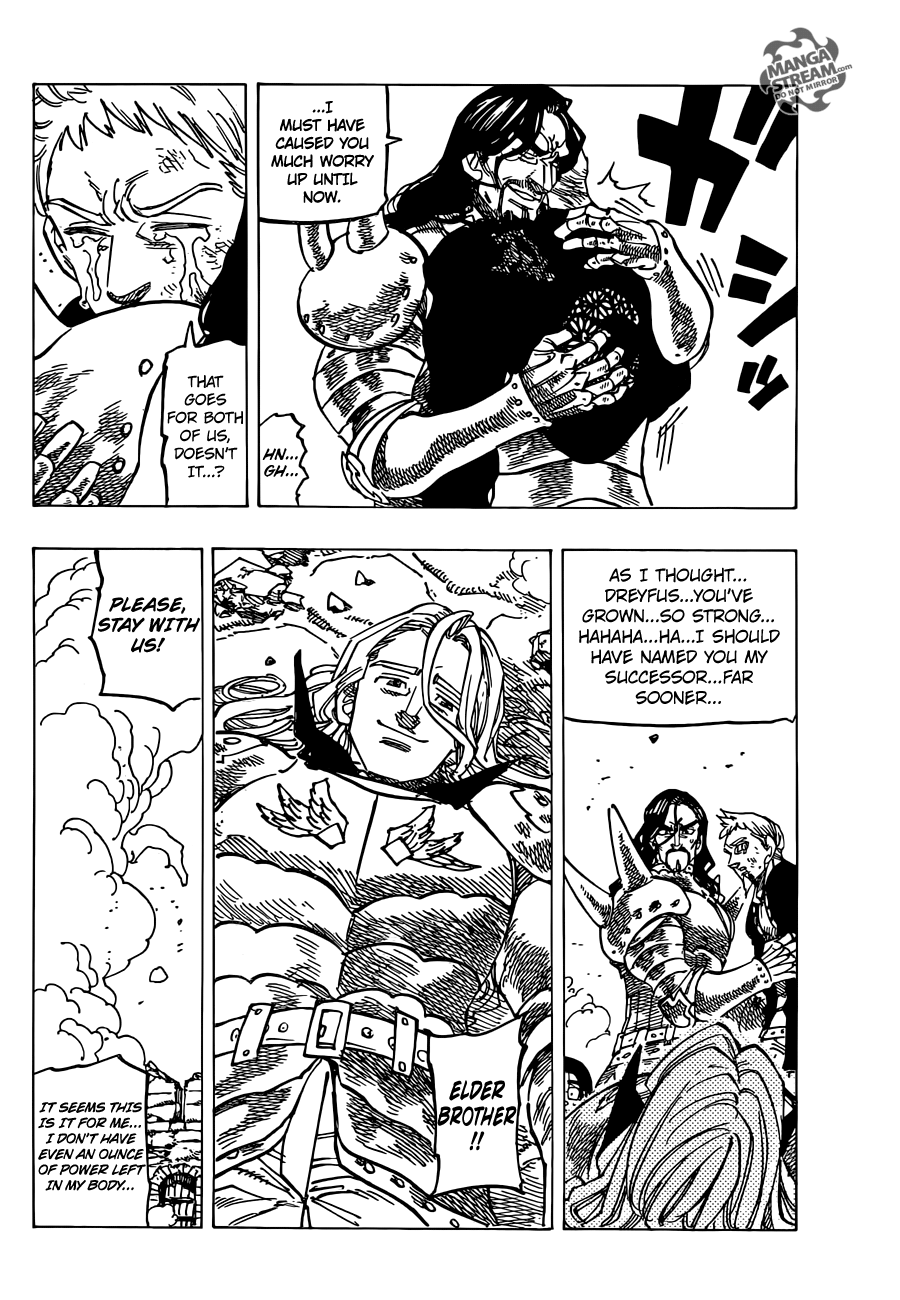 MANGA
STREAM.com
DO NOT MIRROR
...I
MUST HAVE
CAUSED YOU
MUCH WORRY
UP UNTIL
NOW.
ガシッ
HN...
GH...
THAT
GOES
FOR BOTH
OF US,
DOESN'T
IT...?
AS I THOUGHT...
DREYFUS...YOU'VE
GROWN...SO STRONG...
HAHAHA...HA...I SHOULD
HAVE NAMED YOU MY
SUCCESSOR...FAR
SOONER...
ELDER
BROTHER
!!
PLEASE,
STAY WITH
US!
IT SEEMS THIS
IS IT FOR ME...
I DON'T HAVE
EVEN AN OUNCE
OF POWER LEFT
IN MY BODY...